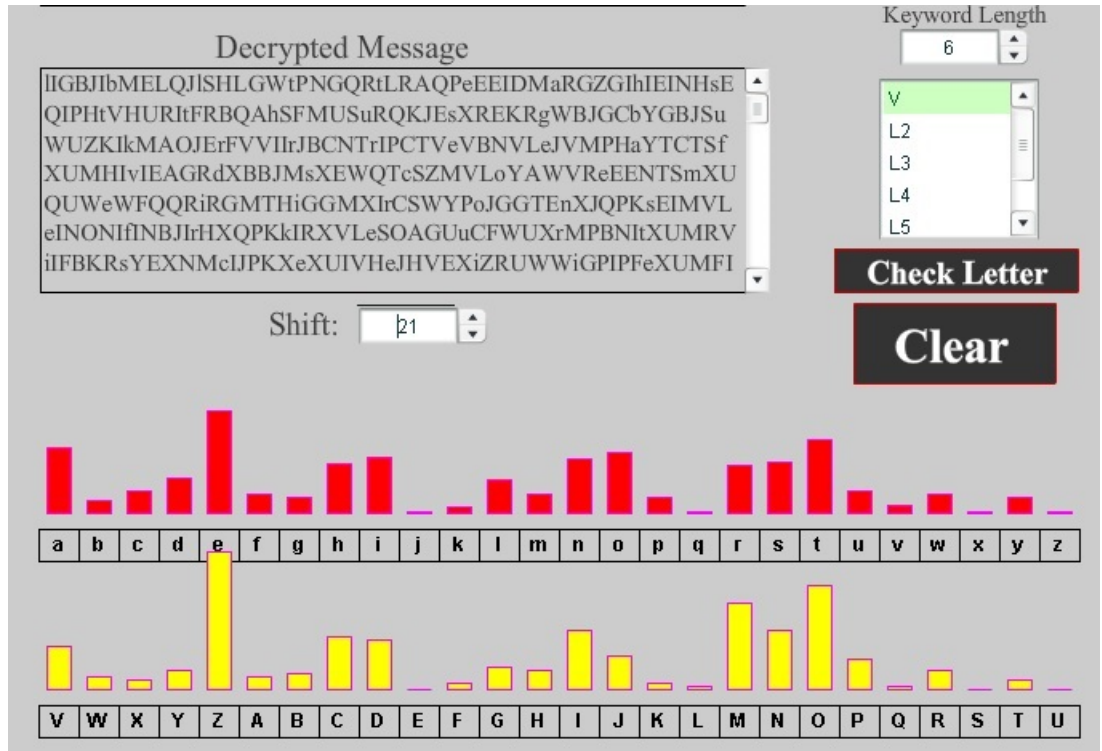 Keyword Length
6
Decrypted Message
lIGBJIbMELQJlSHLGWtPNGQRtLRAQPeEEIDMaRGZGIhIEINHsE
QIPHtVHURItFRBQAhSFMUSuRQKJEsXREKRgWBJGCbYGBJSu
WUZKIkMAOJErFVVIIrJBCNTrIPCTVeVBNVLeJVMPHaYTCTSf
XUMHIvIEAGRdXBBJMsXEWQTcSZMVLoYAWVReEENTSmXU
QUWeWFQQRiRGMTHiGGMXIrCSWYPoJGGTEnXJQPKsEIMVL
eINONIfINBJIrHXQPKkIRXVLeSOAGUuCFWUXrMPBNItXUMRV
iIFBKRsYEXNMcIJPKXeXUIVHeJHVEXiZRUWWiGPIPFeXUMFI
V
L2
L3
L4
L5
Check Letter
Shift: 21
Clear
a b c d e f g h i j k l m n o p q r s t u v w x y z
V W X Y Z A B C D E F G H I J K L M N O P Q R S T U